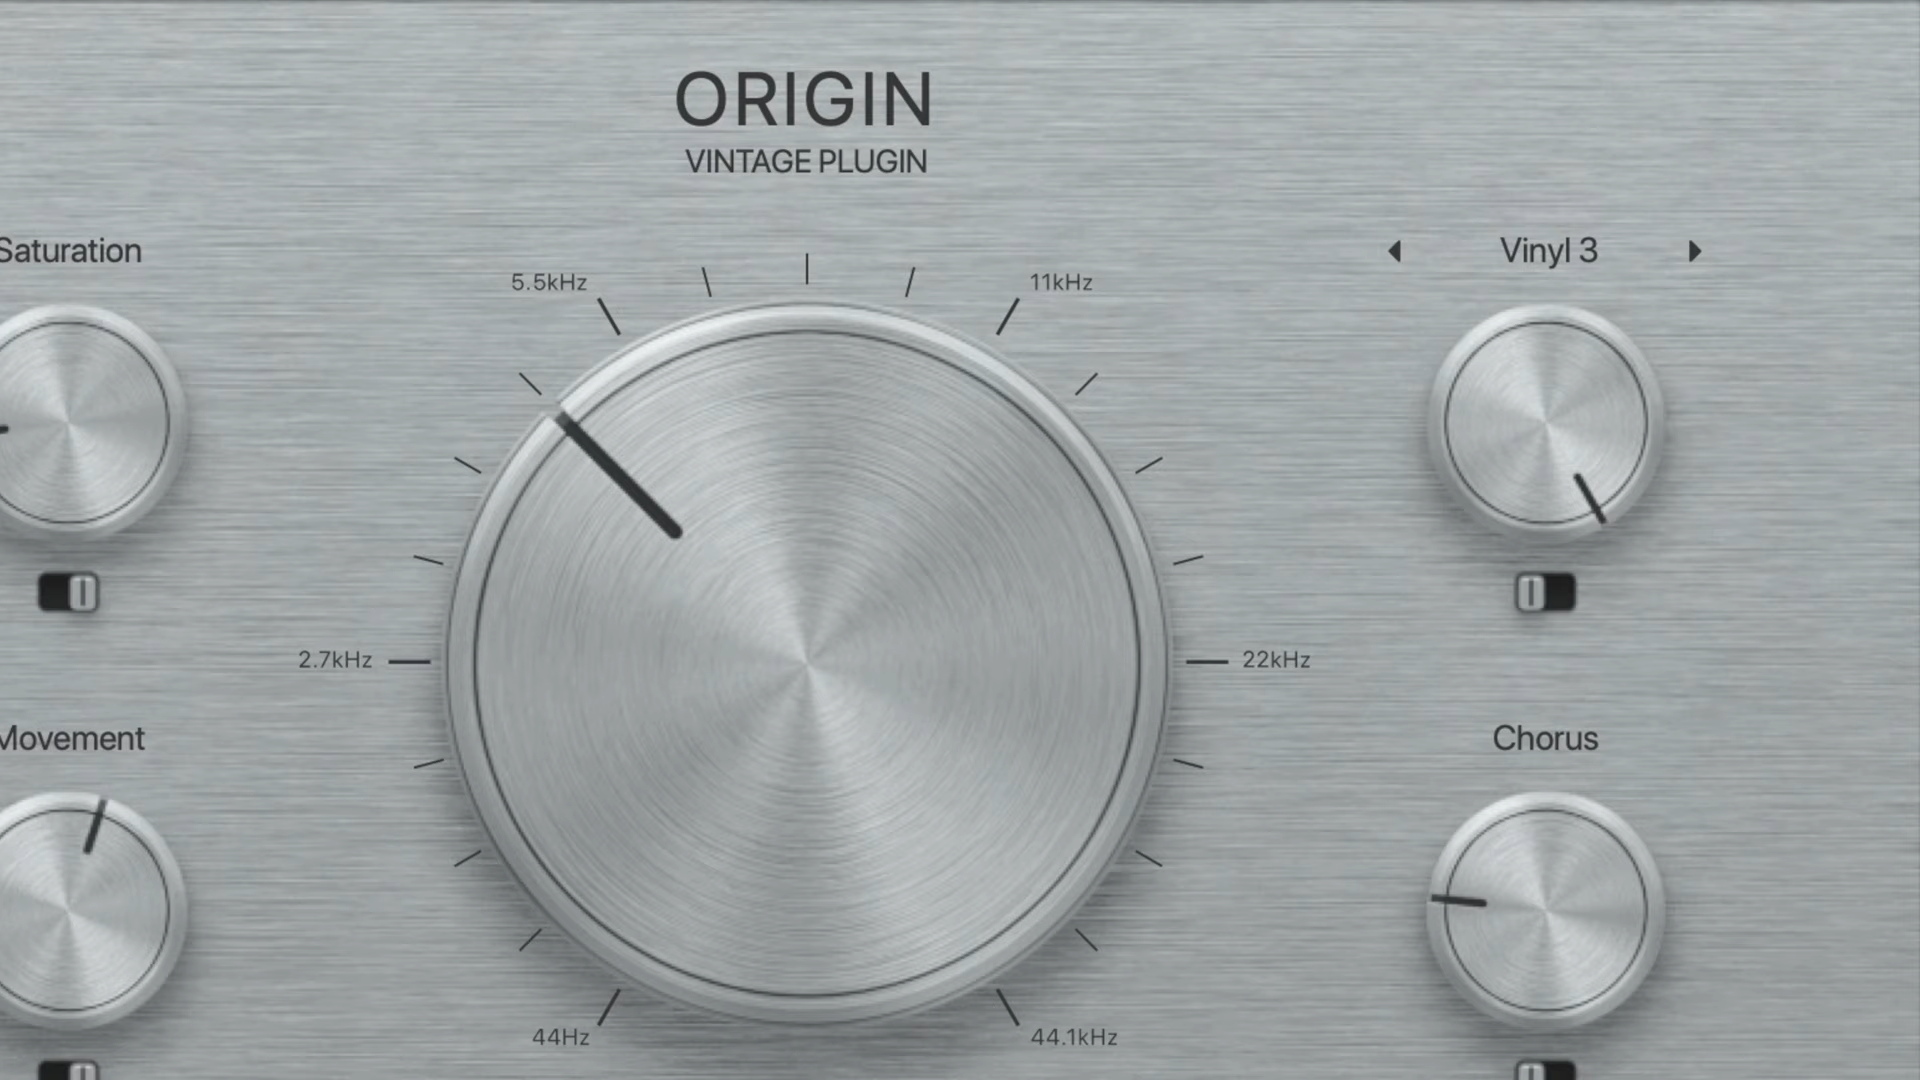 ORIGIN
VINTAGE PLUGIN
Saturation
5.5kHz
11kHz
Vinyl 3
2.7kHz
22kHz
Movement
Chorus
44Hz
44.1kHz